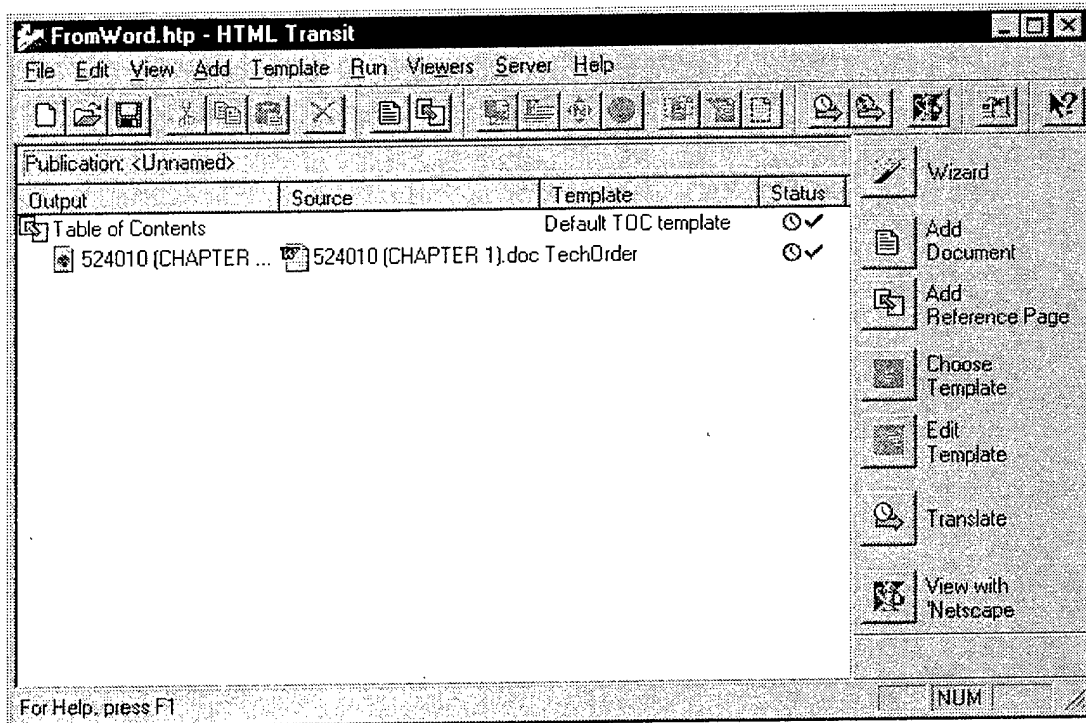 FromWord.htp - HTML Transit
File Edit View Add Template Run Viewers Server Help
Publication: <Unnamed>
Output Source Template Status
Table of Contents Default TOC template
524010 (CHAPTER ... 524010 (CHAPTER 1).doc TechOrder
Wizard
Add
Document
Add
Reference Page
Choose
Template
Edit
Template
Translate
View with
'Netscape
For Help, press F1 NUM